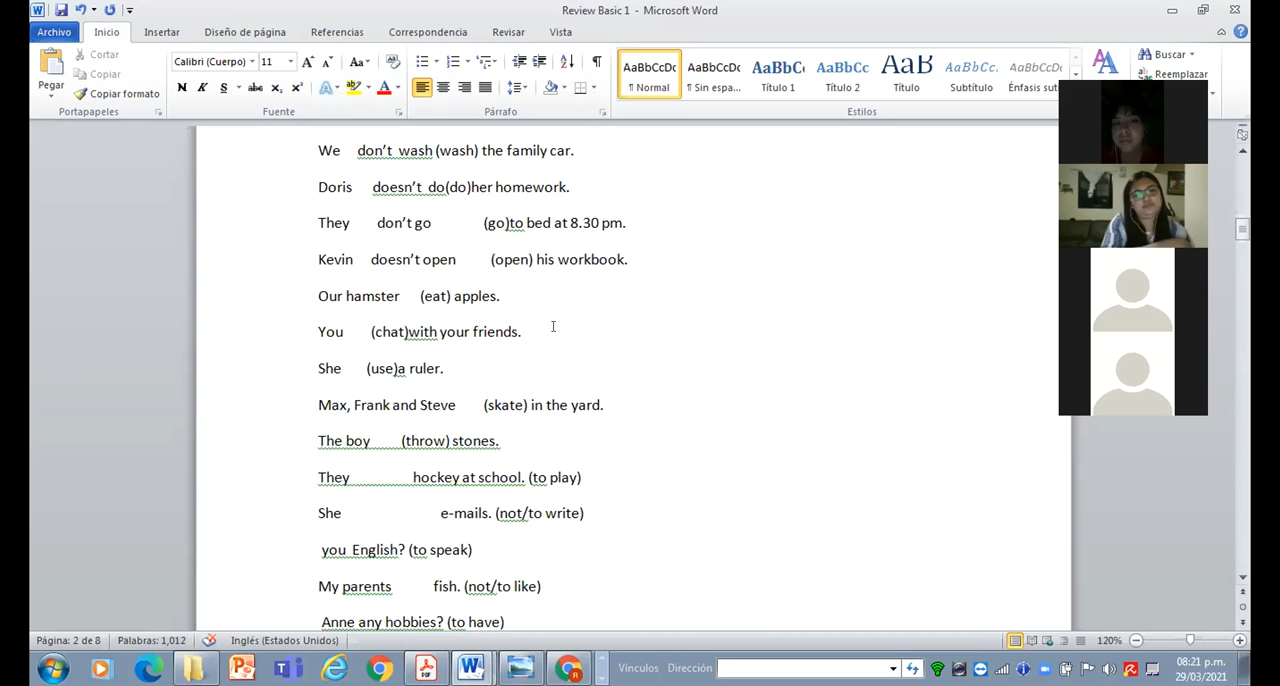 Review Basic 1 - Microsoft Word
Archivo Inicio Insertar Diseño de página Referencias Correspondencia Revisar Vista
Pegar
Cortar
Copiar
Copiar formato
Portapapeles
Calibri (Cuerpo) 11
N K S abc x₂ x²
Fuente
Párrafo
AaBbCcDc AaBbCcDc AaBbC AaBbCc AaB AaBbCc. AaBbCcDc
¶ Normal ¶ Sin espa... Título 1 Título 2 Título Subtítulo Énfasis sut
Estilos
Buscar
Reemplazar
We don't wash (wash) the family car.
Doris doesn't do(do)her homework.
They don't go (go)to bed at 8.30 pm.
Kevin doesn't open (open) his workbook.
Our hamster (eat) apples.
You (chat)with your friends.
She (use)a ruler.
Max, Frank and Steve (skate) in the yard.
The boy (throw) stones.
They hockey at school. (to play)
She e-mails. (not/to write)
you English? (to speak)
My parents fish. (not/to like)
Anne any hobbies? (to have)
Página: 2 de 8 Palabras: 1,012 Inglés (Estados Unidos) 120%
Vínculos Dirección
08:21 p.m.
29/03/2021